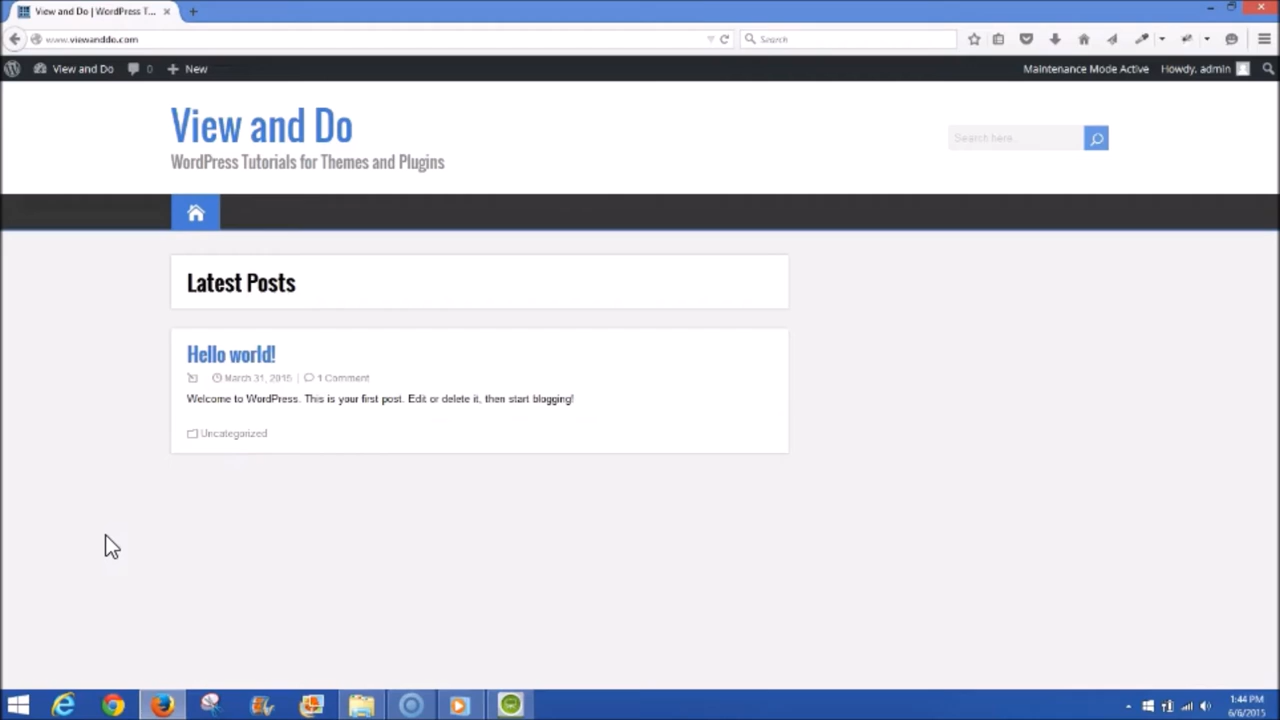 View and Do | WordPress T...
www.viewanddo.com
Search
View and Do 0 New
Maintenance Mode Active Howdy, admin
View and Do
WordPress Tutorials for Themes and Plugins
Search here...
Latest Posts
Hello world!
March 31, 2015 | 1 Comment
Welcome to WordPress. This is your first post. Edit or delete it, then start blogging!
Uncategorized
1:44 PM
6/6/2015